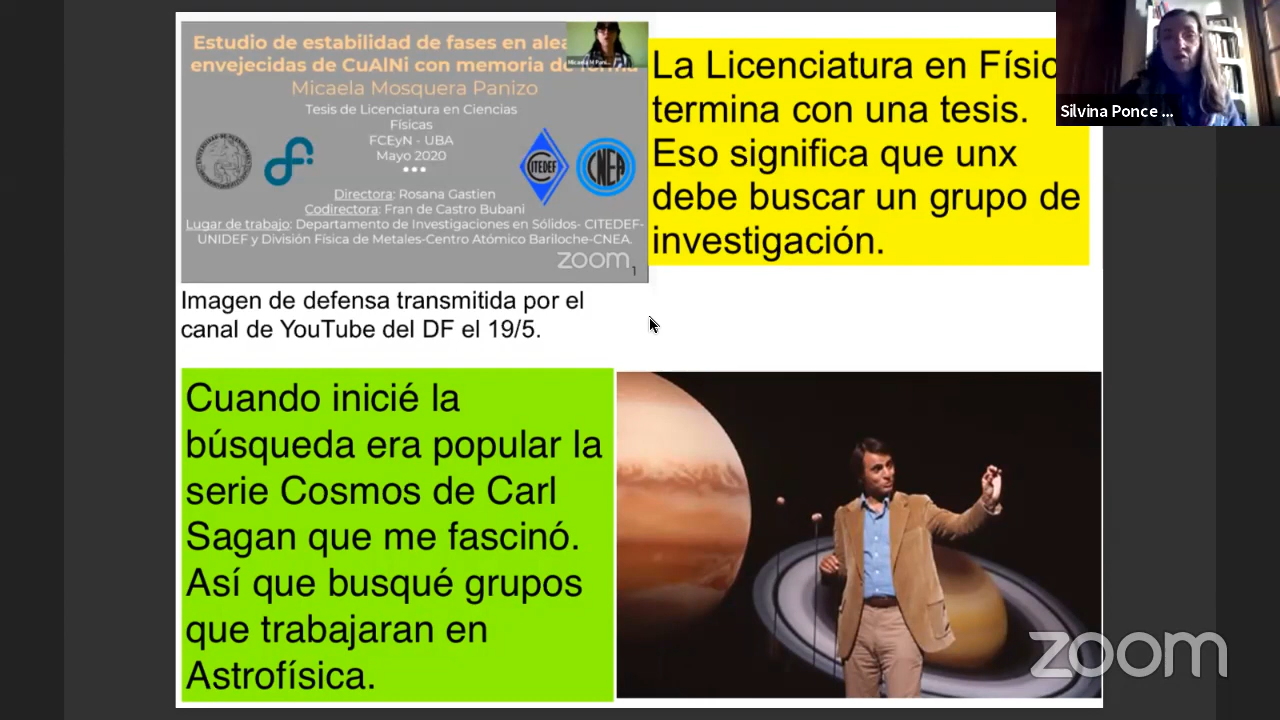 Estudio de estabilidad de fases en alea
envejecidas de CuAlNi con memoria de forma
Micaela Mosquera Panizo
Tesis de Licenciatura en Ciencias
Físicas
FCEyN - UBA
Mayo 2020
Directora: Rosana Gastien
Codirectora: Fran de Castro Bubani
Lugar de trabajo: Departamento de Investigaciones en Sólidos- CITEDEF-
UNIDEF y División Física de Metales-Centro Atómico Bariloche-CNEA.
CITEDEF
CNEA
zoom
1
Imagen de defensa transmitida por el
canal de YouTube del DF el 19/5.
La Licenciatura en Físic
termina con una tesis.
Eso significa que unx
debe buscar un grupo de
investigación.
Silvina Ponce ...
Cuando inicié la
búsqueda era popular la
serie Cosmos de Carl
Sagan que me fascinó.
Así que busqué grupos
que trabajaran en
Astrofísica.
zoom